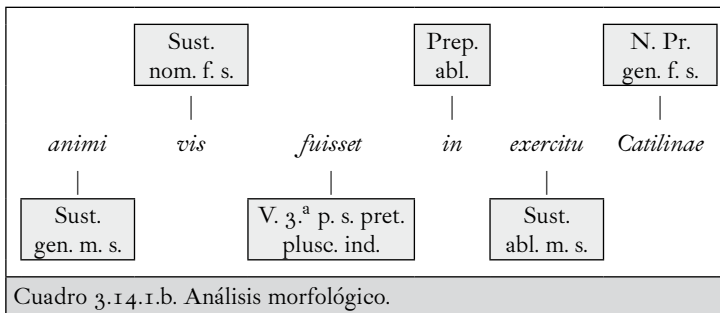 Sust. Prep. N. Pr.
nom. f. s. abl. gen. f. s.
animi vis fuisset in exercitu Catilinae
Sust. V. 3.ª p. s. pret. Sust.
gen. m. s. plusc. ind. abl. m. s.
Cuadro 3.14.1.b. Análisis morfológico.